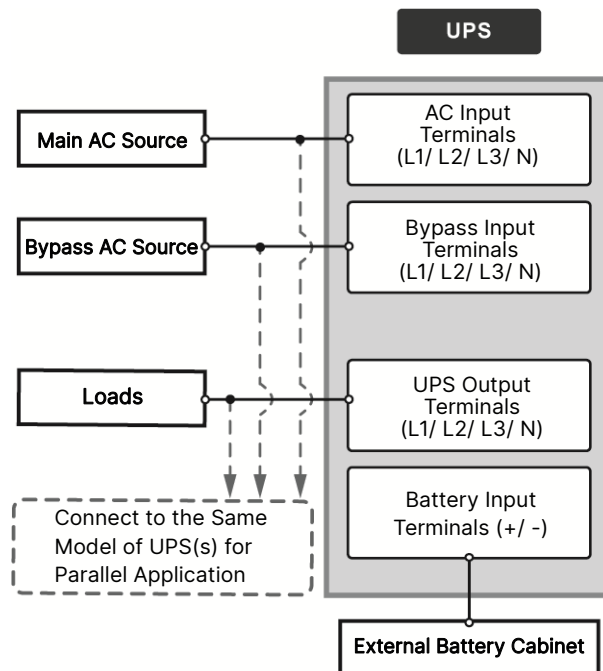 UPS
Main AC Source
AC Input
Terminals
(L1/ L2/ L3/ N)
Bypass AC Source
Bypass Input
Terminals
(L1/ L2/ L3/ N)
Loads
UPS Output
Terminals
(L1/ L2/ L3/ N)
Connect to the Same
Model of UPS(s) for
Parallel Application
Battery Input
Terminals (+/ -)
External Battery Cabinet